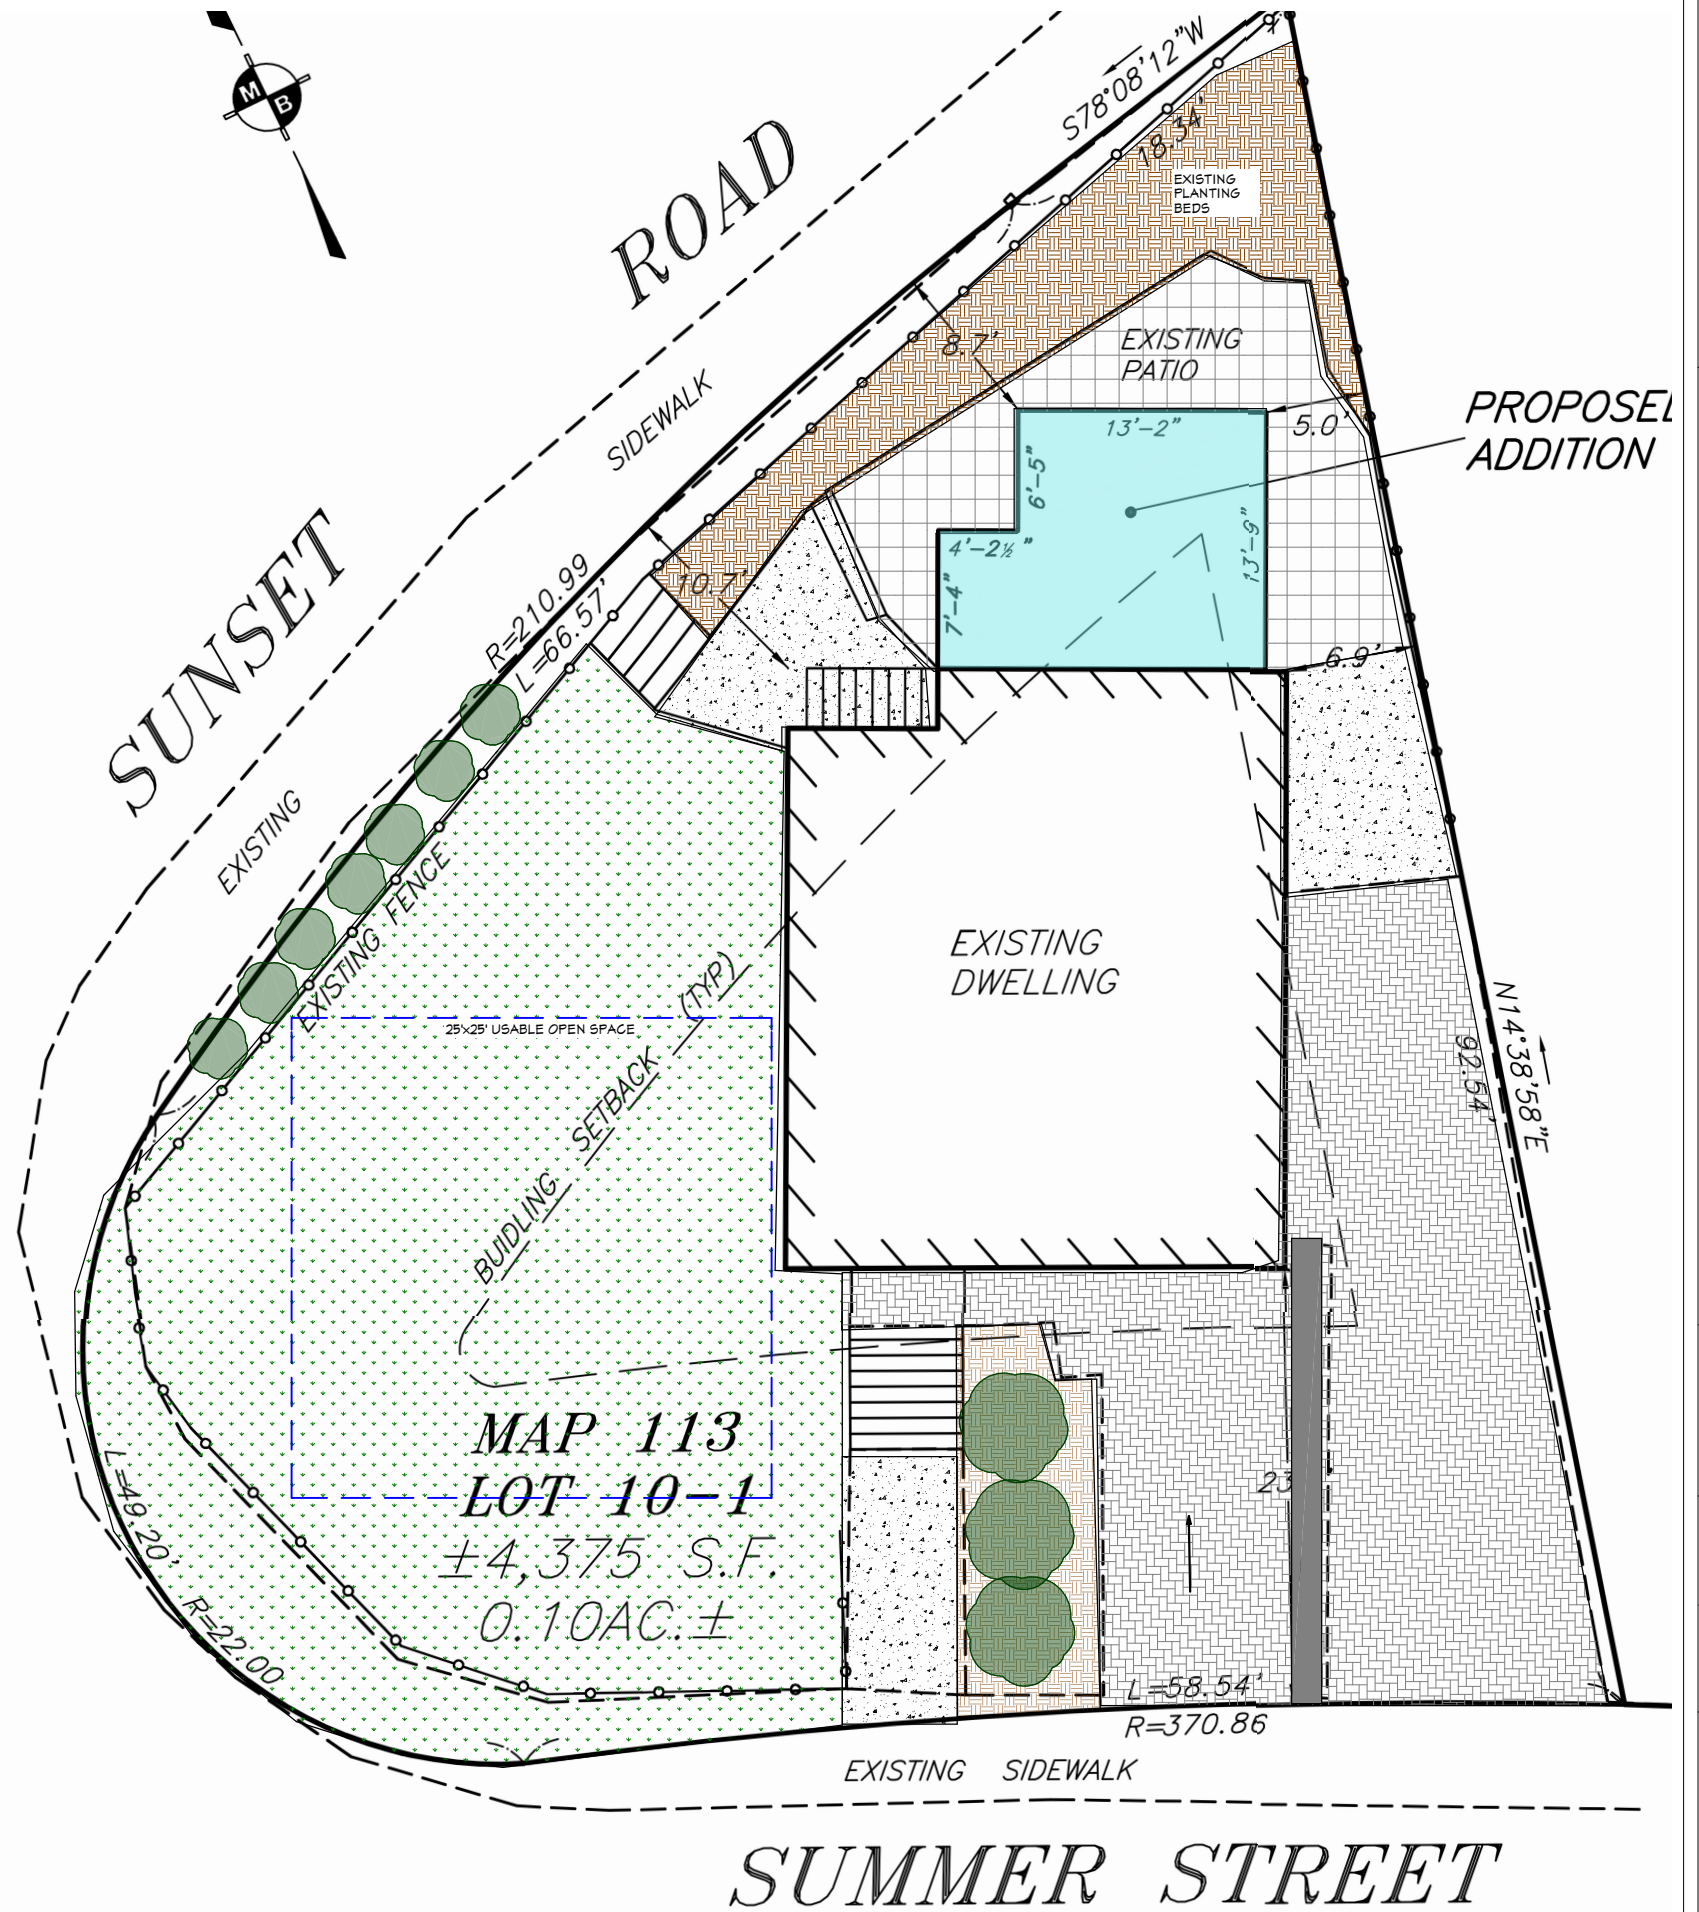 M
B
S78°08'12"W
18.34'
ROAD
EXISTING
PLANTING
BEDS
8.7'
EXISTING
PATIO
SIDEWALK
PROPOSE
ADDITION
13'-2"
5.0'
6'-5"
4'-2½"
13'-9"
7'-4"
10.7'
6.9'
SUNSET
R=210.99
L=66.57'
EXISTING
EXISTING FENCE
EXISTING
DWELLING
25'x25' USABLE OPEN SPACE
BUIDLING SETBACK (TYP)
N14°38'58"E
92.54'
MAP 113
LOT 10-1
±4,375 S.F.
0.10AC.±
23
L=49.20'
R=22.00
L=58.54'
R=370.86
EXISTING SIDEWALK
SUMMER STREET